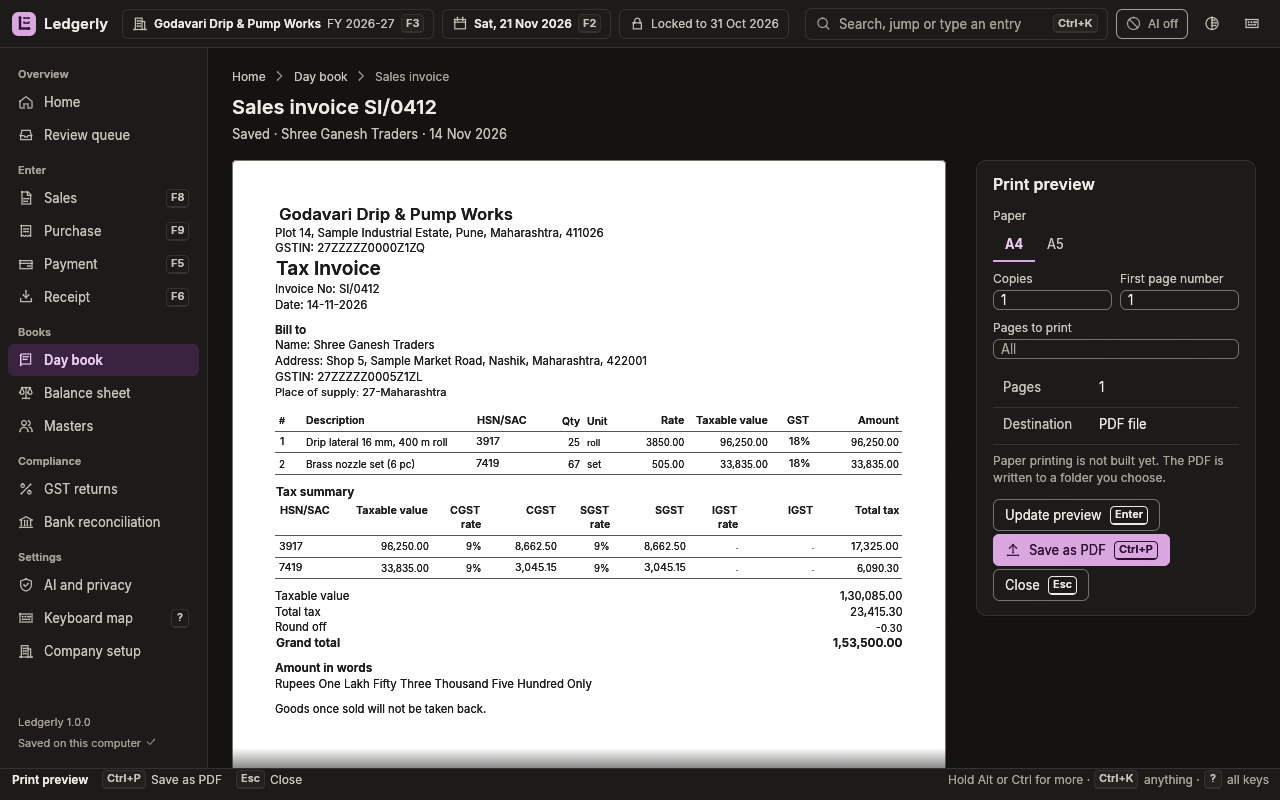 Ledgerly
Godavari Drip & Pump Works FY 2026-27 F3
Sat, 21 Nov 2026 F2
Locked to 31 Oct 2026
Search, jump or type an entry Ctrl+K
AI off
Overview
Home
Review queue
Enter
Sales F8
Purchase F9
Payment F5
Receipt F6
Books
Day book
Balance sheet
Masters
Compliance
GST returns
Bank reconciliation
Settings
AI and privacy
Keyboard map ?
Company setup
Ledgerly 1.0.0
Saved on this computer
Home Day book Sales invoice
Sales invoice SI/0412
Saved · Shree Ganesh Traders · 14 Nov 2026
Godavari Drip & Pump Works
Plot 14, Sample Industrial Estate, Pune, Maharashtra, 411026
GSTIN: 27ZZZZZ0000Z1ZQ
Tax Invoice
Invoice No: SI/0412
Date: 14-11-2026
Bill to
Name: Shree Ganesh Traders
Address: Shop 5, Sample Market Road, Nashik, Maharashtra, 422001
GSTIN: 27ZZZZZ0005Z1ZL
Place of supply: 27-Maharashtra
# Description HSN/SAC Qty Unit Rate Taxable value GST Amount
1 Drip lateral 16 mm, 400 m roll 3917 25 roll 3850.00 96,250.00 18% 96,250.00
2 Brass nozzle set (6 pc) 7419 67 set 505.00 33,835.00 18% 33,835.00
Tax summary
HSN/SAC Taxable value CGST rate CGST SGST rate SGST IGST rate IGST Total tax
3917 96,250.00 9% 8,662.50 9% 8,662.50 - - 17,325.00
7419 33,835.00 9% 3,045.15 9% 3,045.15 - - 6,090.30
Taxable value 1,30,085.00
Total tax 23,415.30
Round off -0.30
Grand total 1,53,500.00
Amount in words
Rupees One Lakh Fifty Three Thousand Five Hundred Only
Goods once sold will not be taken back.
Print preview
Paper
A4 A5
Copies First page number
1 1
Pages to print
All
Pages 1
Destination PDF file
Paper printing is not built yet. The PDF is
written to a folder you choose.
Update preview Enter
Save as PDF Ctrl+P
Close Esc
Print preview Ctrl+P Save as PDF Esc Close
Hold Alt or Ctrl for more · Ctrl+K anything · ? all keys